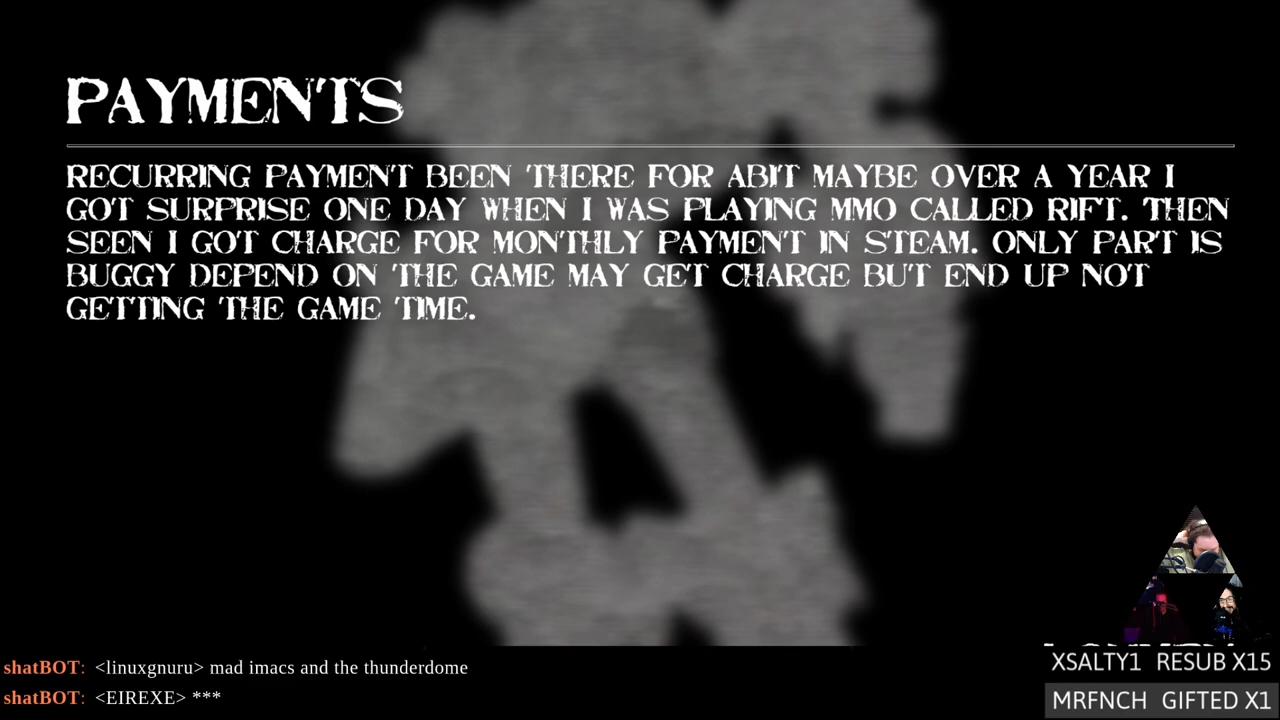 PAYMENTS
RECURRING PAYMENT BEEN THERE FOR ABIT MAYBE OVER A YEAR I
GOT SURPRISE ONE DAY WHEN I WAS PLAYING MMO CALLED RIFT. THEN
SEEN I GOT CHARGE FOR MONTHLY PAYMENT IN STEAM. ONLY PART IS
BUGGY DEPEND ON THE GAME MAY GET CHARGE BUT END UP NOT
GETTING THE GAME TIME.
shatBOT: <linuxgnuru> mad imacs and the thunderdome
shatBOT: <EIREXE> ***
XSALTY1 RESUB X15
MRFNCH GIFTED X1